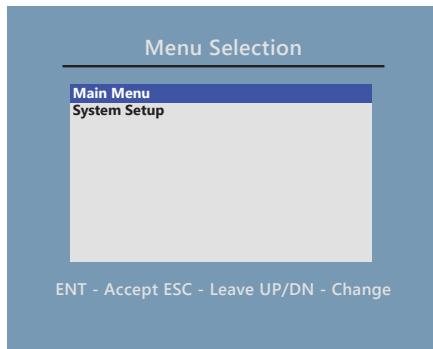 Menu Selection
Main Menu
System Setup
ENT - Accept ESC - Leave UP/DN - Change